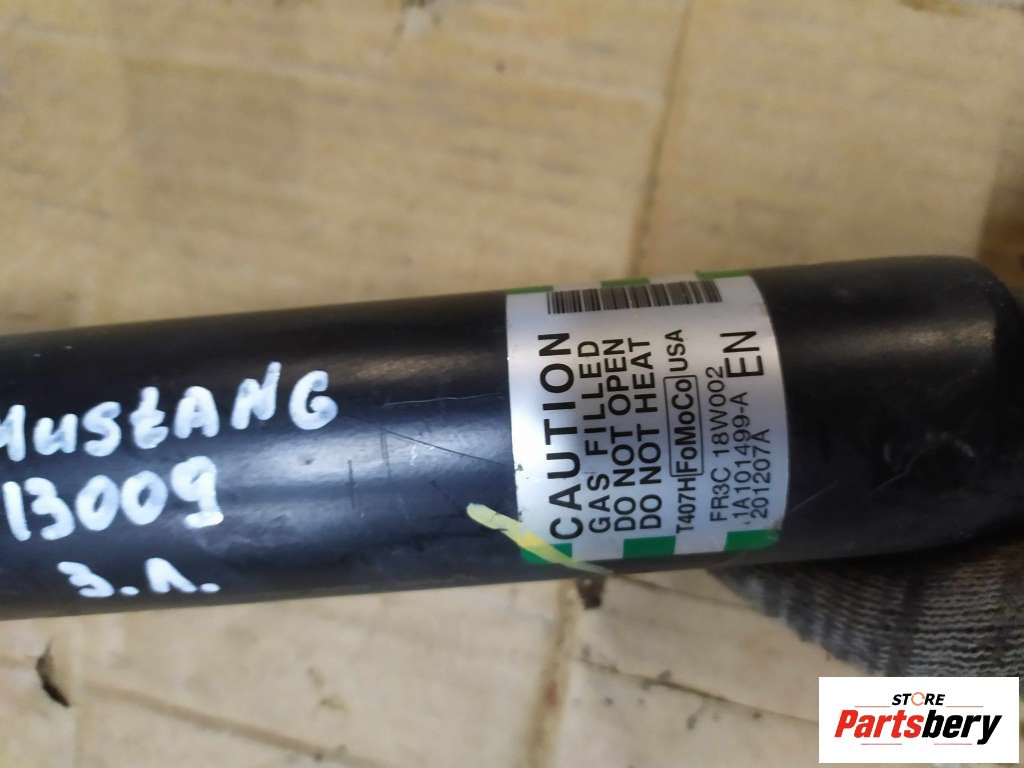 MUStANG
13009
З.Л.
CAUTION
GAS FILLED
DO NOT OPEN
DO NOT HEAT
T407H FoMoCo USA
FR3C 18W002
1A101499-A
201207A
EN
STORE
Partsbery